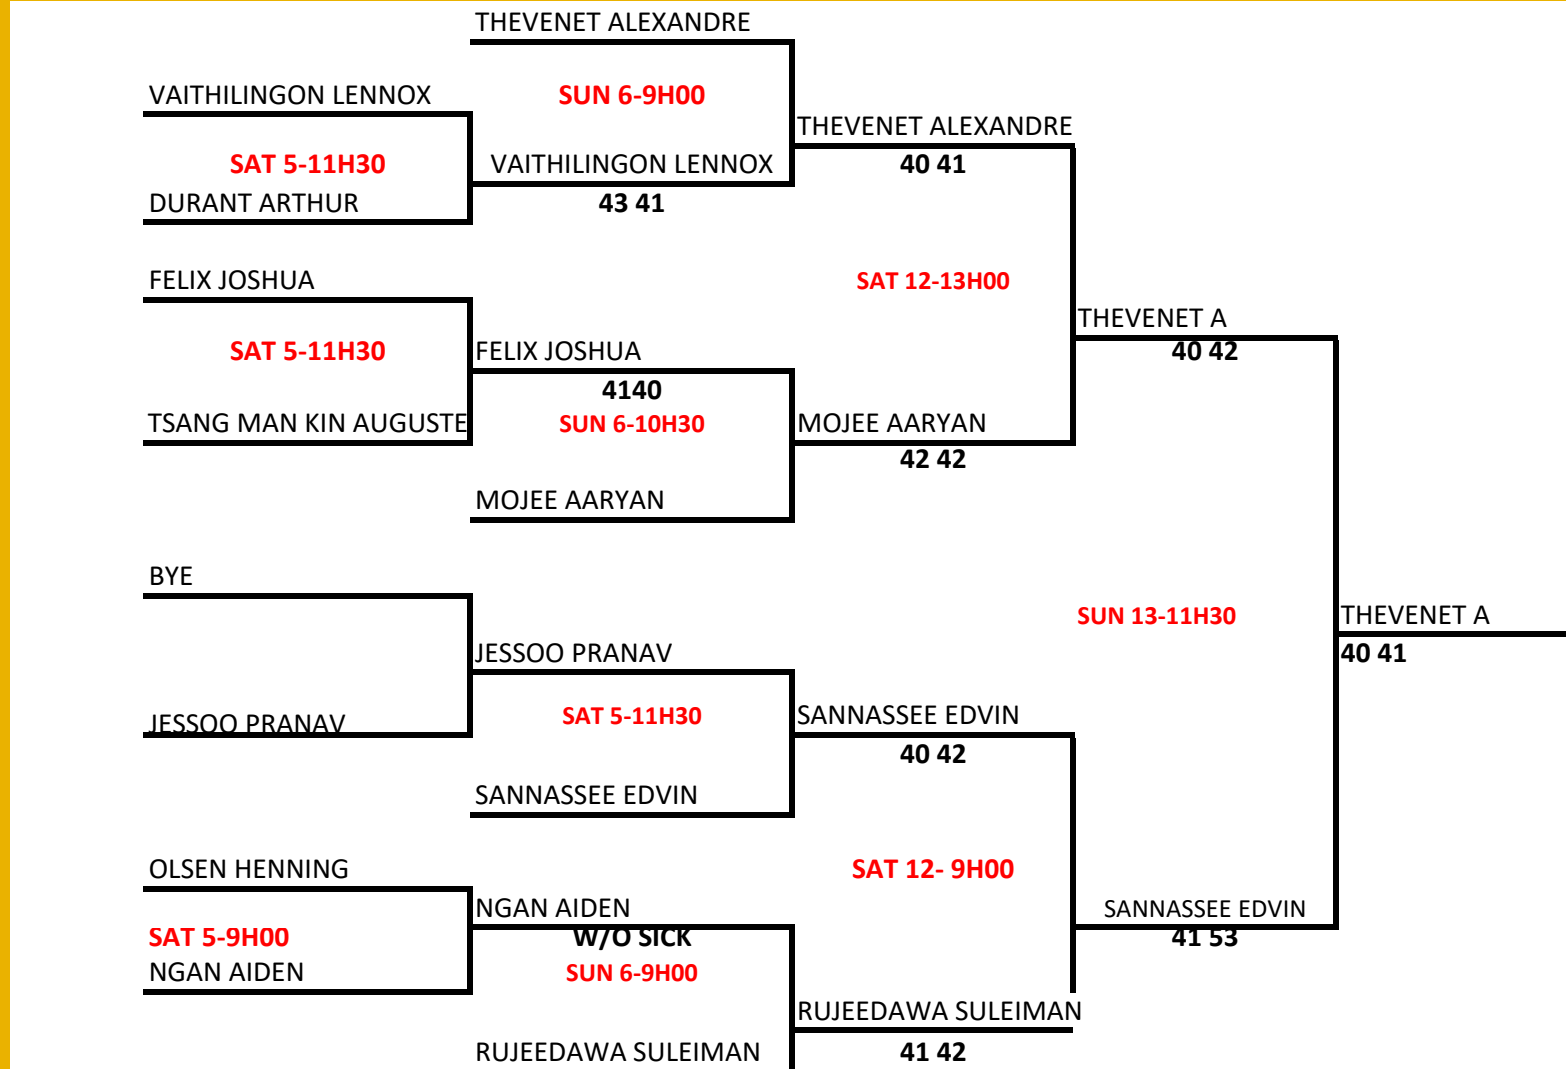 THEVENET ALEXANDRE
VAITHILINGON LENNOX
SUN 6-9H00
THEVENET ALEXANDRE
SAT 5-11H30
VAITHILINGON LENNOX
40 41
DURANT ARTHUR
43 41
FELIX JOSHUA
SAT 12-13H00
THEVENET A
SAT 5-11H30
FELIX JOSHUA
40 42
4140
TSANG MAN KIN AUGUSTE
SUN 6-10H30
MOJEE AARYAN
42 42
MOJEE AARYAN
BYE
SUN 13-11H30
THEVENET A
JESSOO PRANAV
40 41
JESSOO PRANAV
SAT 5-11H30
SANNASSEE EDVIN
40 42
SANNASSEE EDVIN
OLSEN HENNING
SAT 12- 9H00
NGAN AIDEN
SANNASSEE EDVIN
SAT 5-9H00
W/O SICK
41 53
NGAN AIDEN
SUN 6-9H00
RUJEEDAWA SULEIMAN
RUJEEDAWA SULEIMAN
41 42